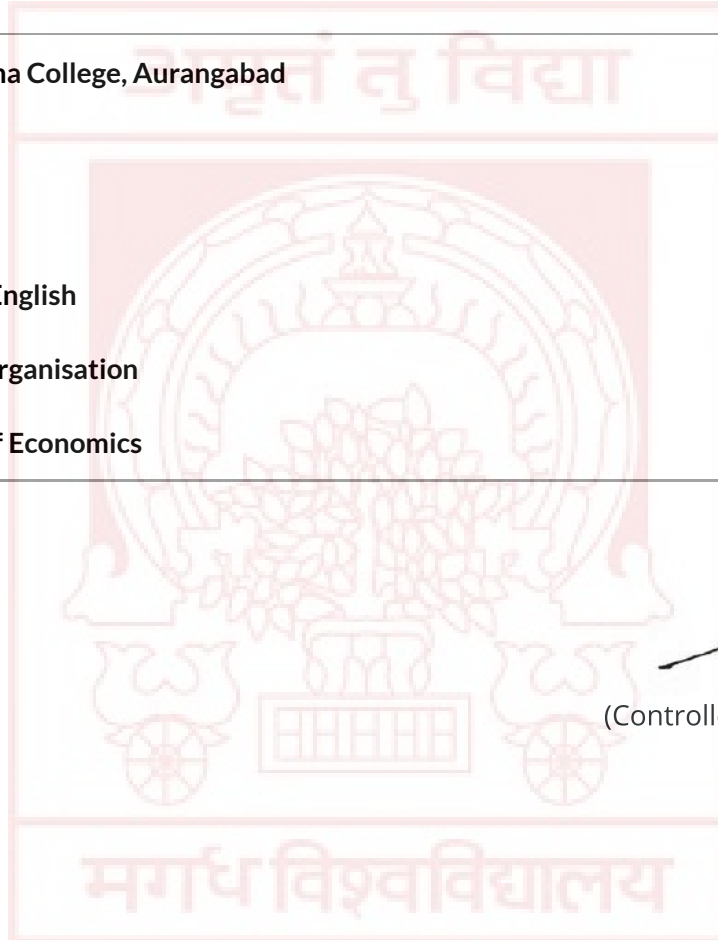 अमृतं तु विद्या
na College, Aurangabad
English
rganisation
f Economics
(Controll
मगध विश्वविद्यालय